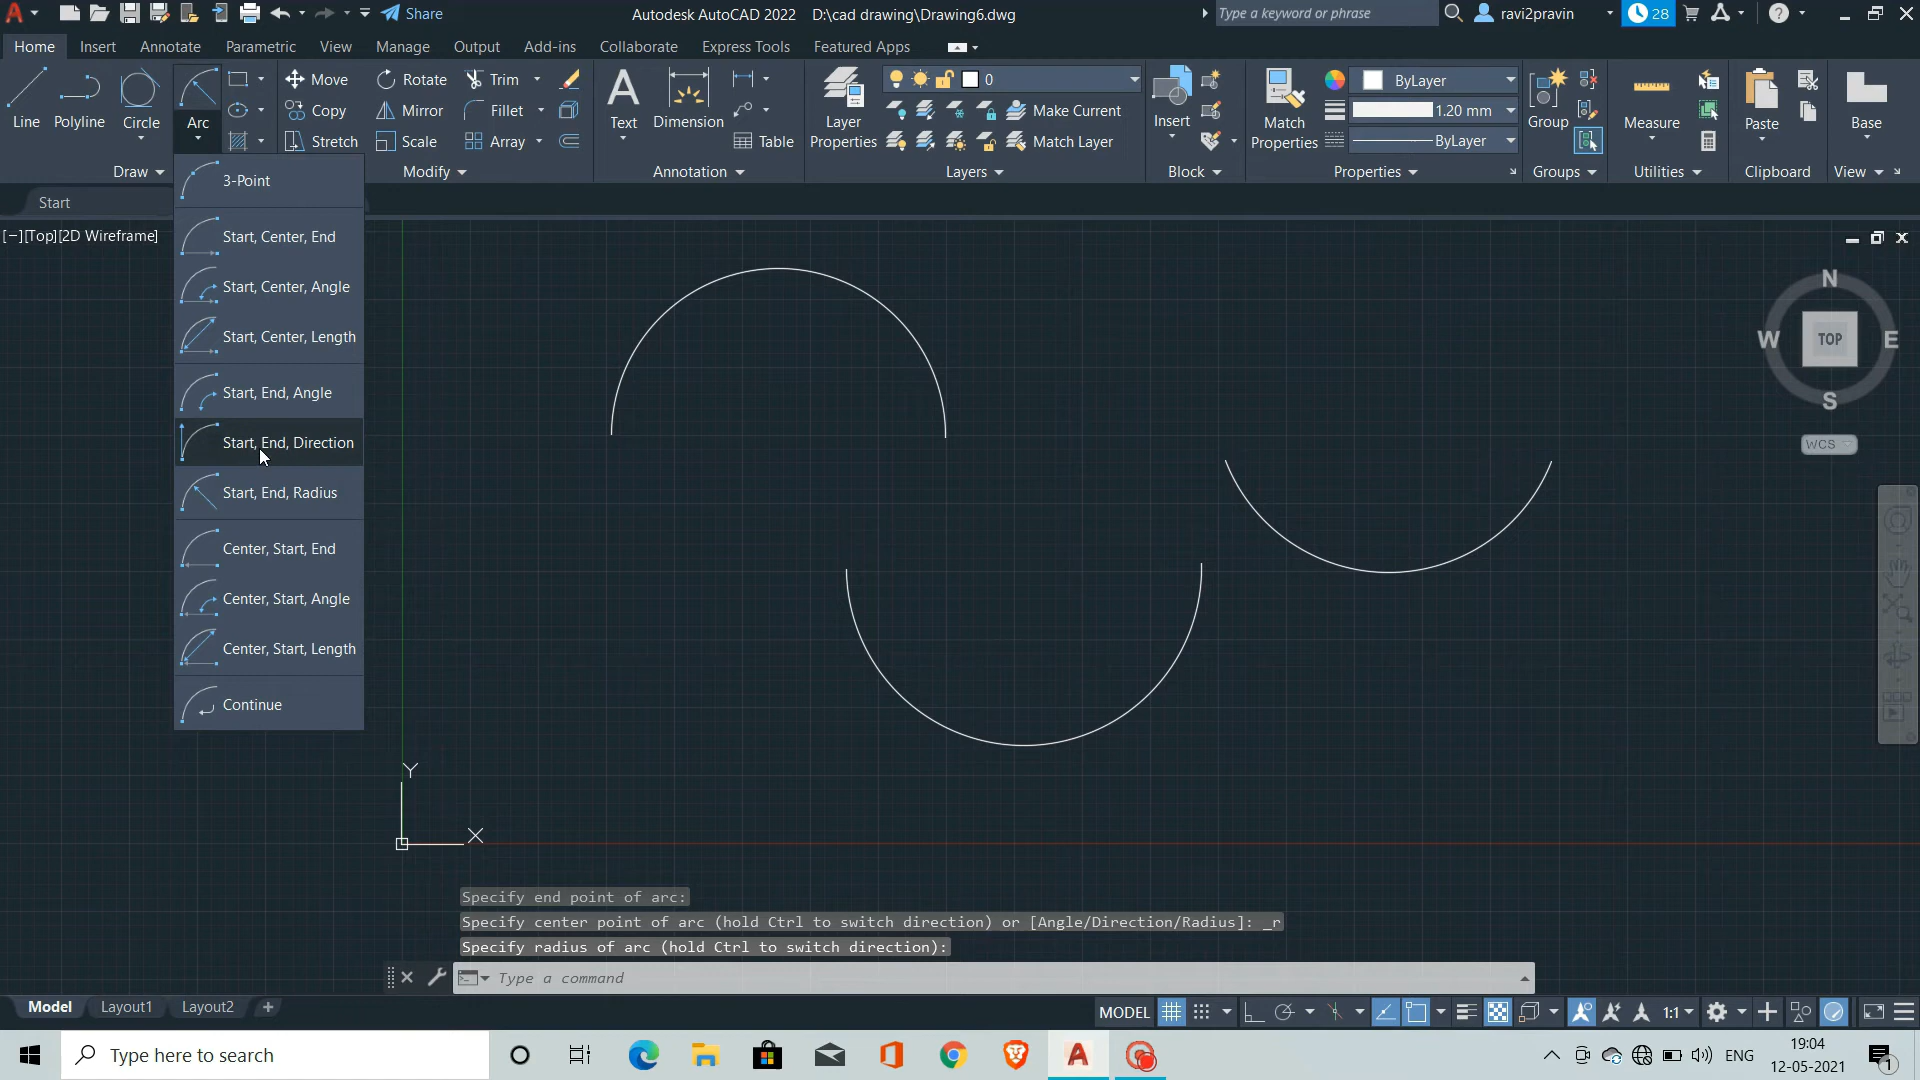 Share
Autodesk AutoCAD 2022 D:\cad drawing\Drawing6.dwg
Type a keyword or phrase
ravi2pravin
28
Home Insert Annotate Parametric View Manage Output Add-ins Collaborate Express Tools Featured Apps
Line Polyline Circle Arc
Move Rotate Trim
Copy Mirror Fillet
Stretch Scale Array
Text Dimension Table
Layer Properties
0
Make Current
Match Layer
Insert
Match Properties
ByLayer
1.20 mm
ByLayer
Group Measure Paste Base
Draw Modify Annotation Layers Block Properties Groups Utilities Clipboard View
Start
[−][Top][2D Wireframe]
3-Point
Start, Center, End
Start, Center, Angle
Start, Center, Length
Start, End, Angle
Start, End, Direction
Start, End, Radius
Center, Start, End
Center, Start, Angle
Center, Start, Length
Continue
N
W TOP E
S
WCS
Y
X
Specify end point of arc:
Specify center point of arc (hold Ctrl to switch direction) or [Angle/Direction/Radius]: _r
Specify radius of arc (hold Ctrl to switch direction):
Type a command
Model Layout1 Layout2 +
MODEL 1:1
Type here to search
ENG
19:04
12-05-2021
1